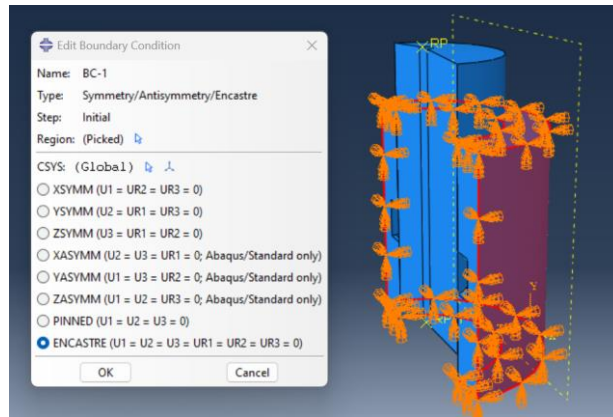 Edit Boundary Condition
Name: BC-1
Type: Symmetry/Antisymmetry/Encastre
Step: Initial
Region: (Picked)
CSYS: (Global)
XSYMM (U1 = UR2 = UR3 = 0)
YSYMM (U2 = UR1 = UR3 = 0)
ZSYMM (U3 = UR1 = UR2 = 0)
XASYMM (U2 = U3 = UR1 = 0; Abaqus/Standard only)
YASYMM (U1 = U3 = UR2 = 0; Abaqus/Standard only)
ZASYMM (U1 = U2 = UR3 = 0; Abaqus/Standard only)
PINNED (U1 = U2 = U3 = 0)
ENCASTRE (U1 = U2 = U3 = UR1 = UR2 = UR3 = 0)
OK Cancel
RP
Y